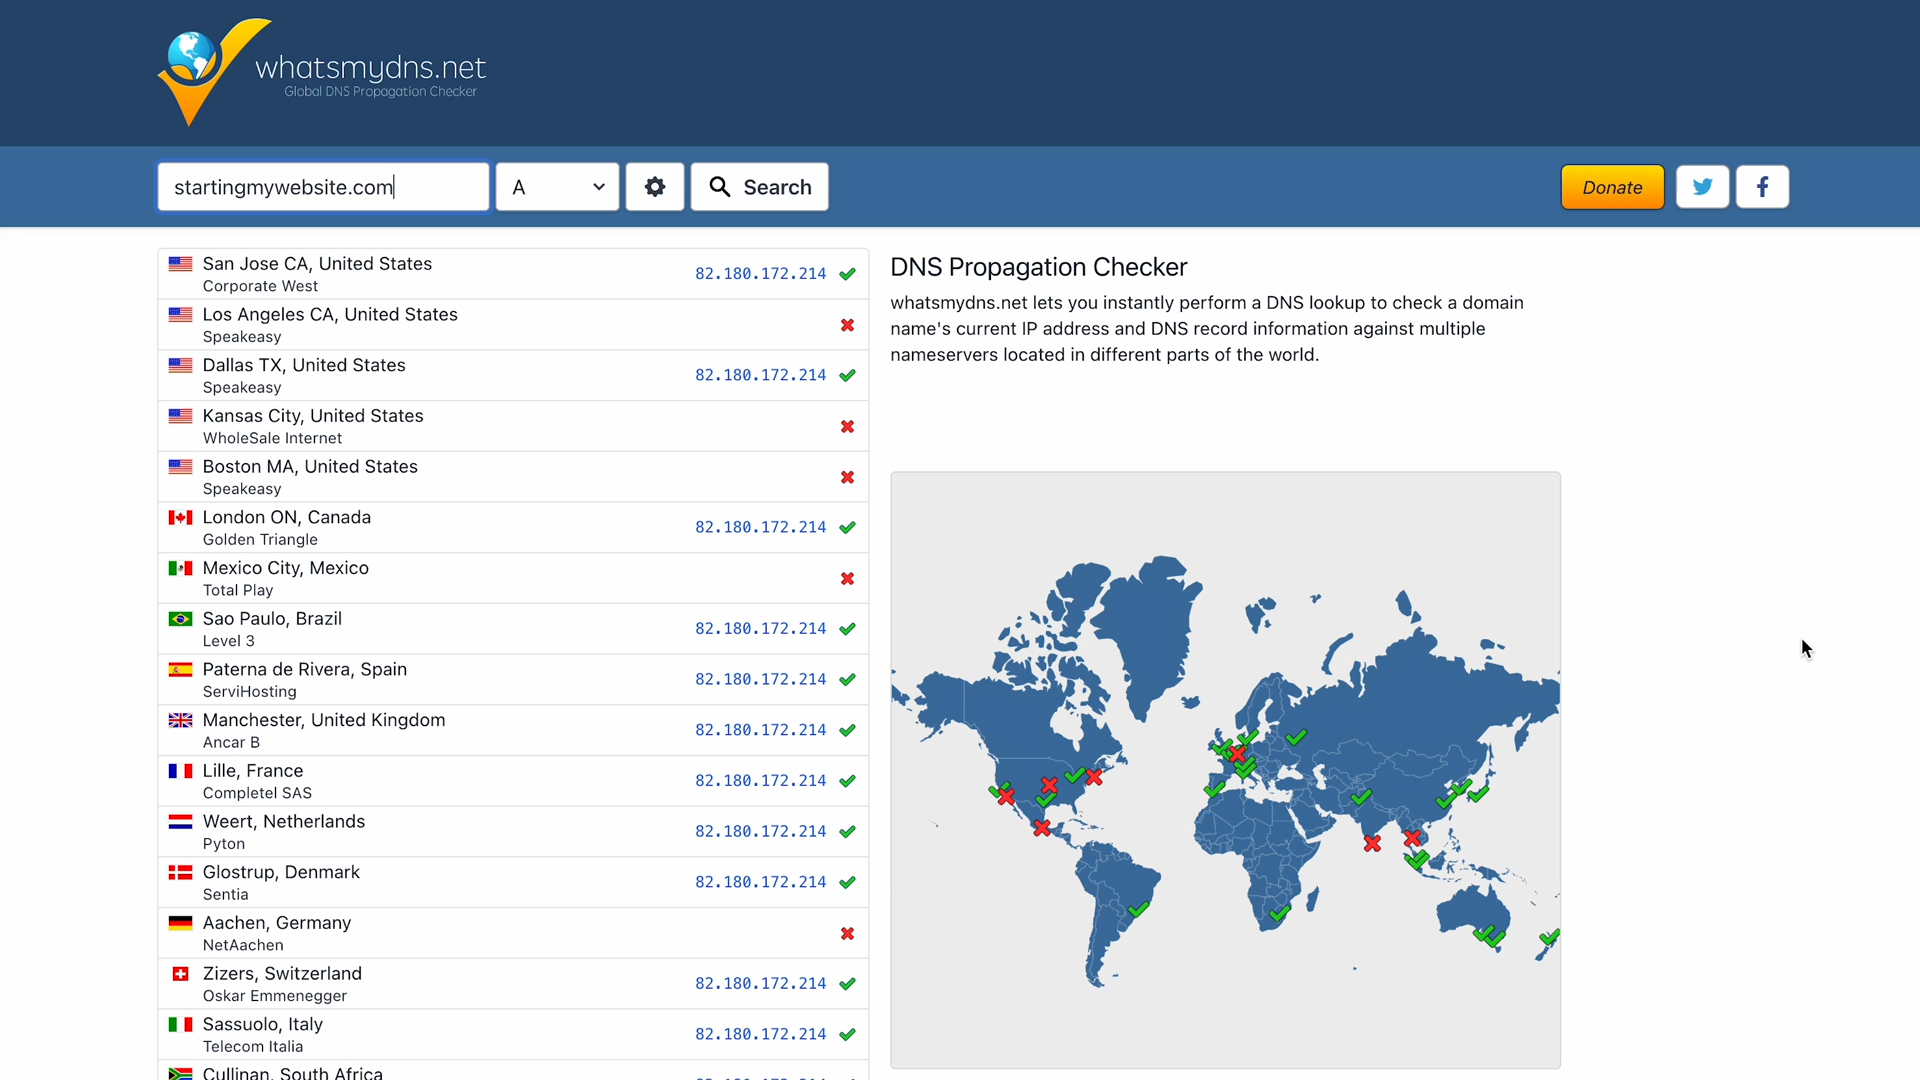 whatsmydns.net
Global DNS Propagation Checker
startingmywebsite.com
A
Search
Donate
San Jose CA, United States
Corporate West
82.180.172.214
Los Angeles CA, United States
Speakeasy
Dallas TX, United States
Speakeasy
82.180.172.214
Kansas City, United States
WholeSale Internet
Boston MA, United States
Speakeasy
London ON, Canada
Golden Triangle
82.180.172.214
Mexico City, Mexico
Total Play
Sao Paulo, Brazil
Level 3
82.180.172.214
Paterna de Rivera, Spain
ServiHosting
82.180.172.214
Manchester, United Kingdom
Ancar B
82.180.172.214
Lille, France
Completel SAS
82.180.172.214
Weert, Netherlands
Pyton
82.180.172.214
Glostrup, Denmark
Sentia
82.180.172.214
Aachen, Germany
NetAachen
Zizers, Switzerland
Oskar Emmenegger
82.180.172.214
Sassuolo, Italy
Telecom Italia
82.180.172.214
Cullinan, South Africa
DNS Propagation Checker
whatsmydns.net lets you instantly perform a DNS lookup to check a domain
name's current IP address and DNS record information against multiple
nameservers located in different parts of the world.